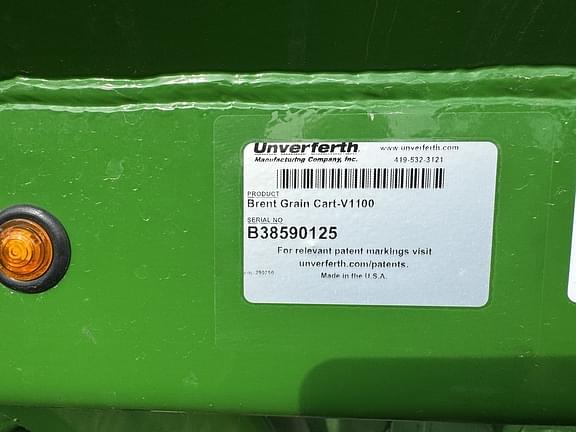 Unverferth www.unverferth.com
Manufacturing Company, Inc. 419-532-3121
PRODUCT
Brent Grain Cart-V1100
SERIAL NO
B38590125
For relevant patent markings visit
unverferth.com/patents.
Made in the U.S.A.